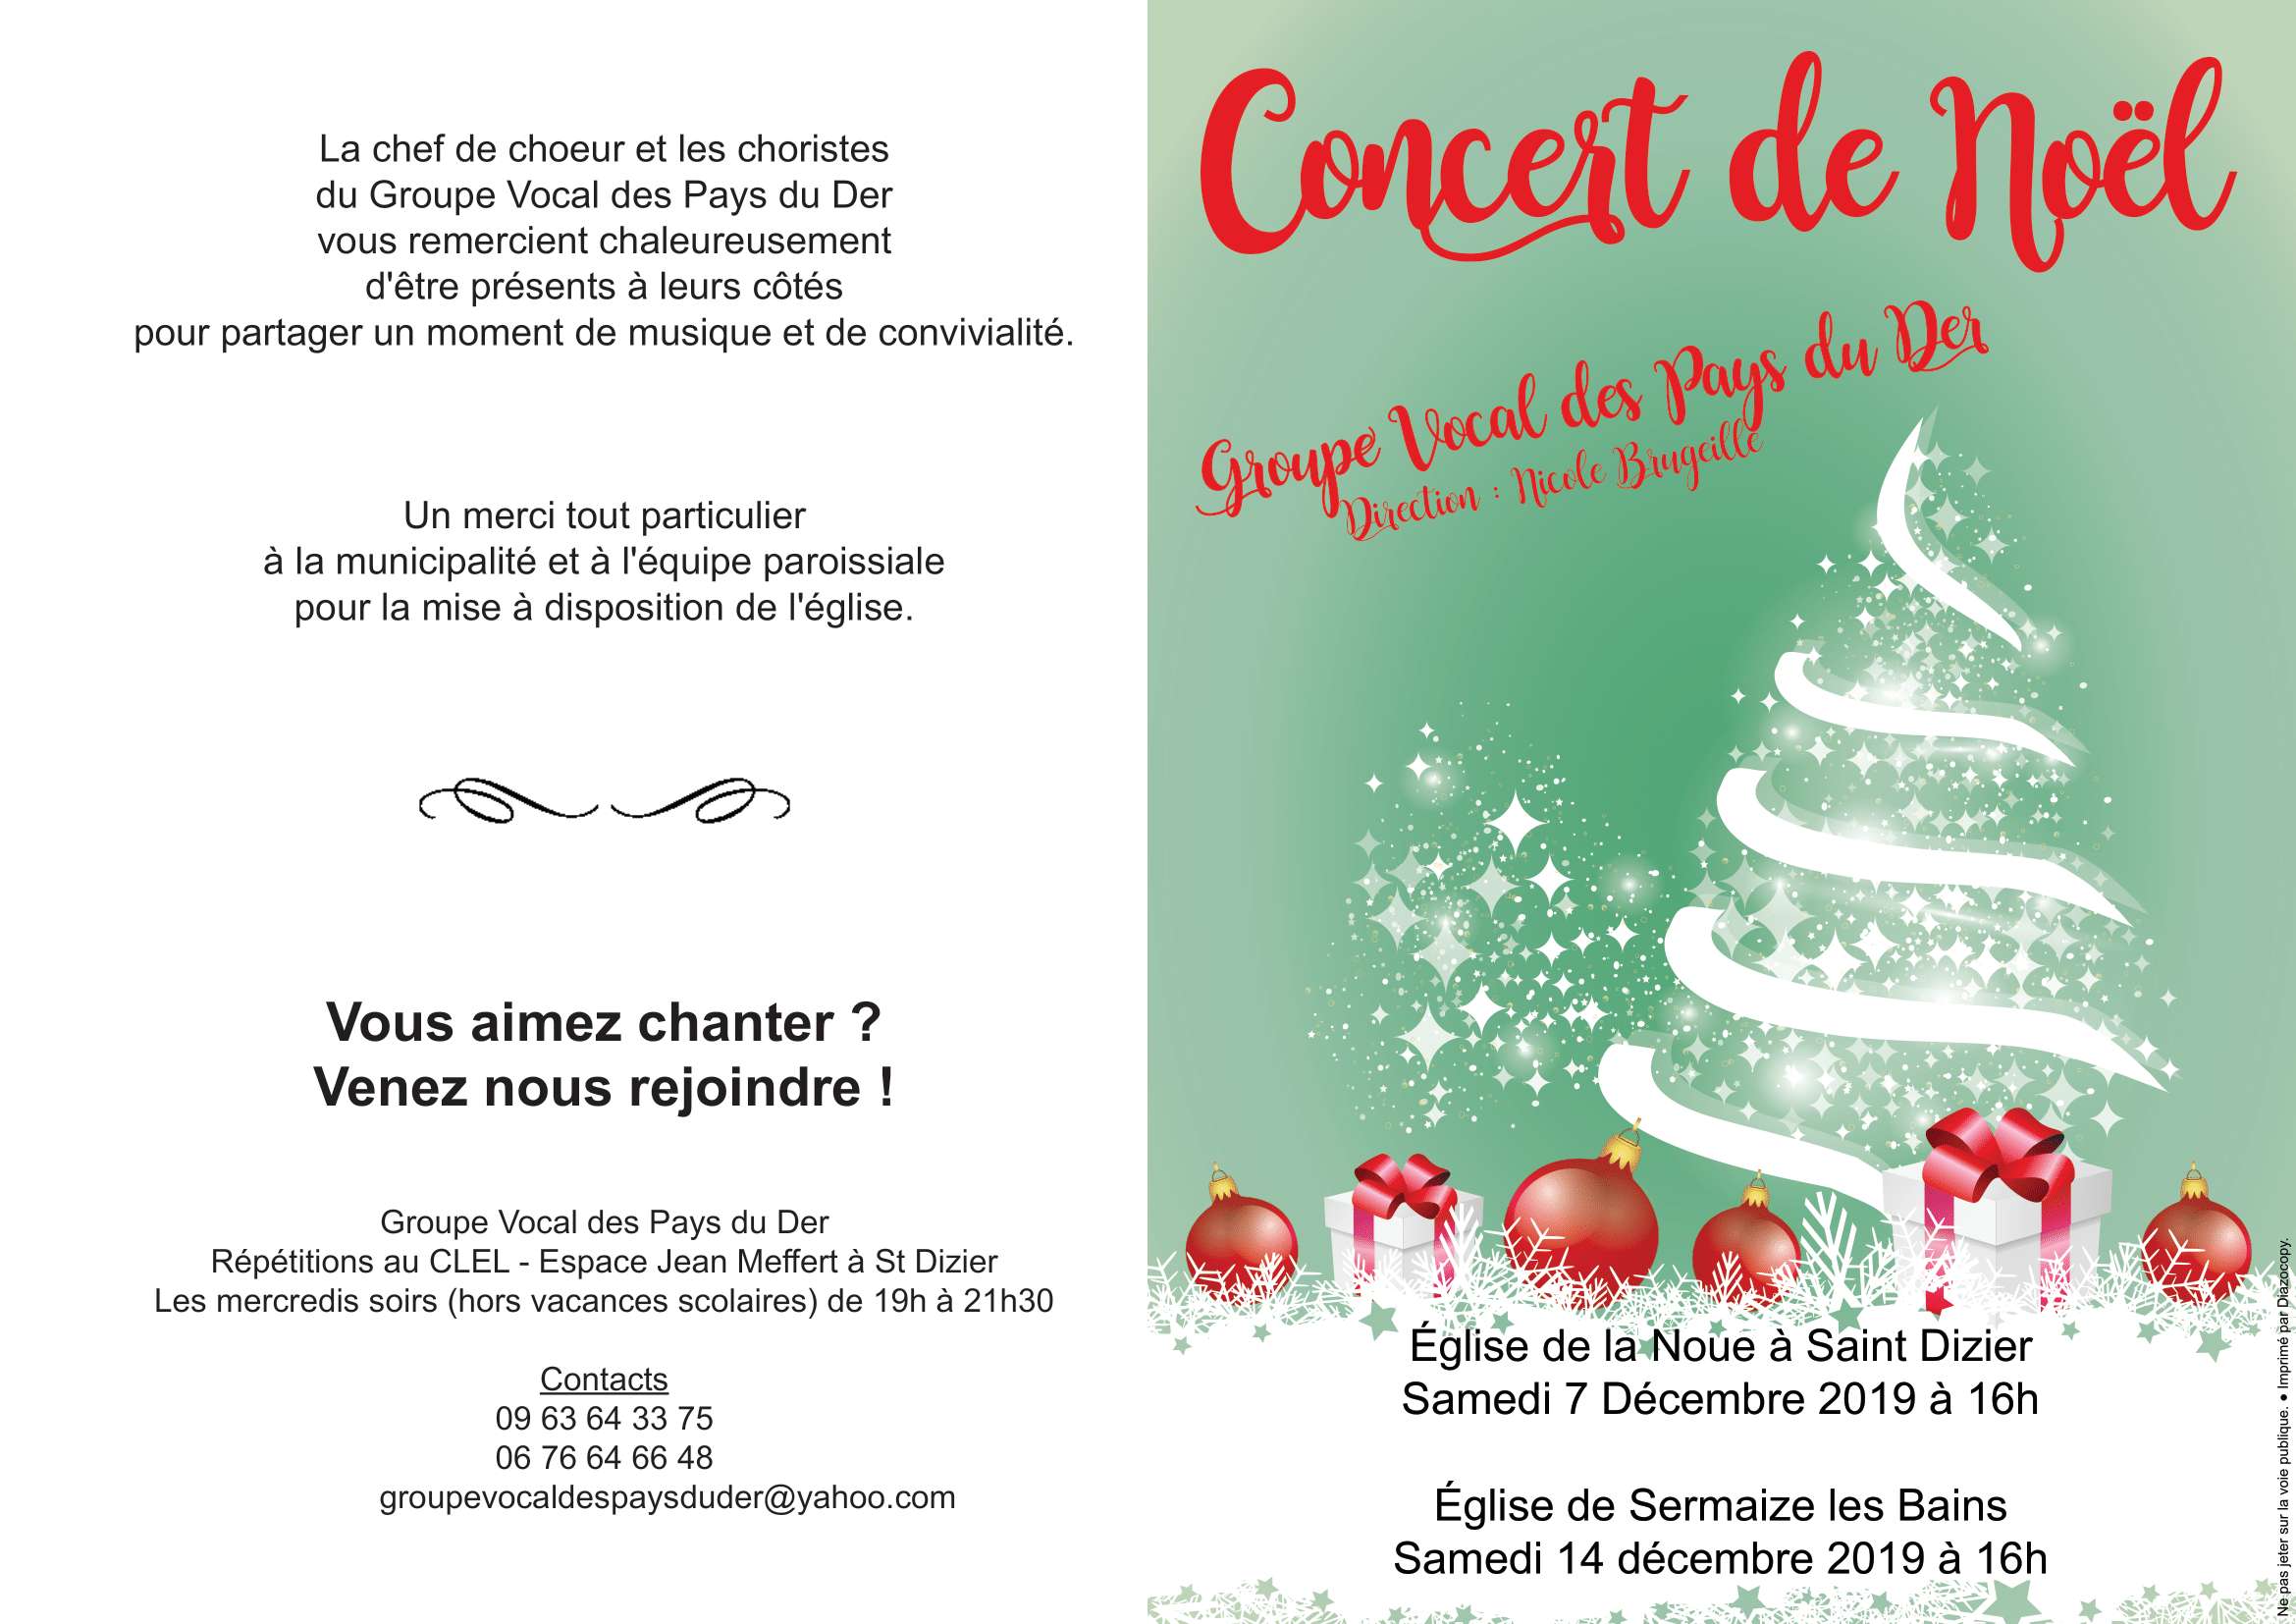 La chef de choeur et les choristes
du Groupe Vocal des Pays du Der
vous remercient chaleureusement
d'être présents à leurs côtés
pour partager un moment de musique et de convivialité.
Un merci tout particulier
à la municipalité et à l'équipe paroissiale
pour la mise à disposition de l'église.
Vous aimez chanter ?
Venez nous rejoindre !
Groupe Vocal des Pays du Der
Répétitions au CLEL - Espace Jean Meffert à St Dizier
Les mercredis soirs (hors vacances scolaires) de 19h à 21h30
Contacts
09 63 64 33 75
06 76 64 66 48
groupevocaldespaysduder@yahoo.com
Concert de Noël
Groupe Vocal des Pays du Der
Direction : Nicole Brugeille
Église de la Noue à Saint Dizier
Samedi 7 Décembre 2019 à 16h
Église de Sermaize les Bains
Samedi 14 décembre 2019 à 16h
Ne pas jeter sur la voie publique. • Imprimé par Diazocopy.